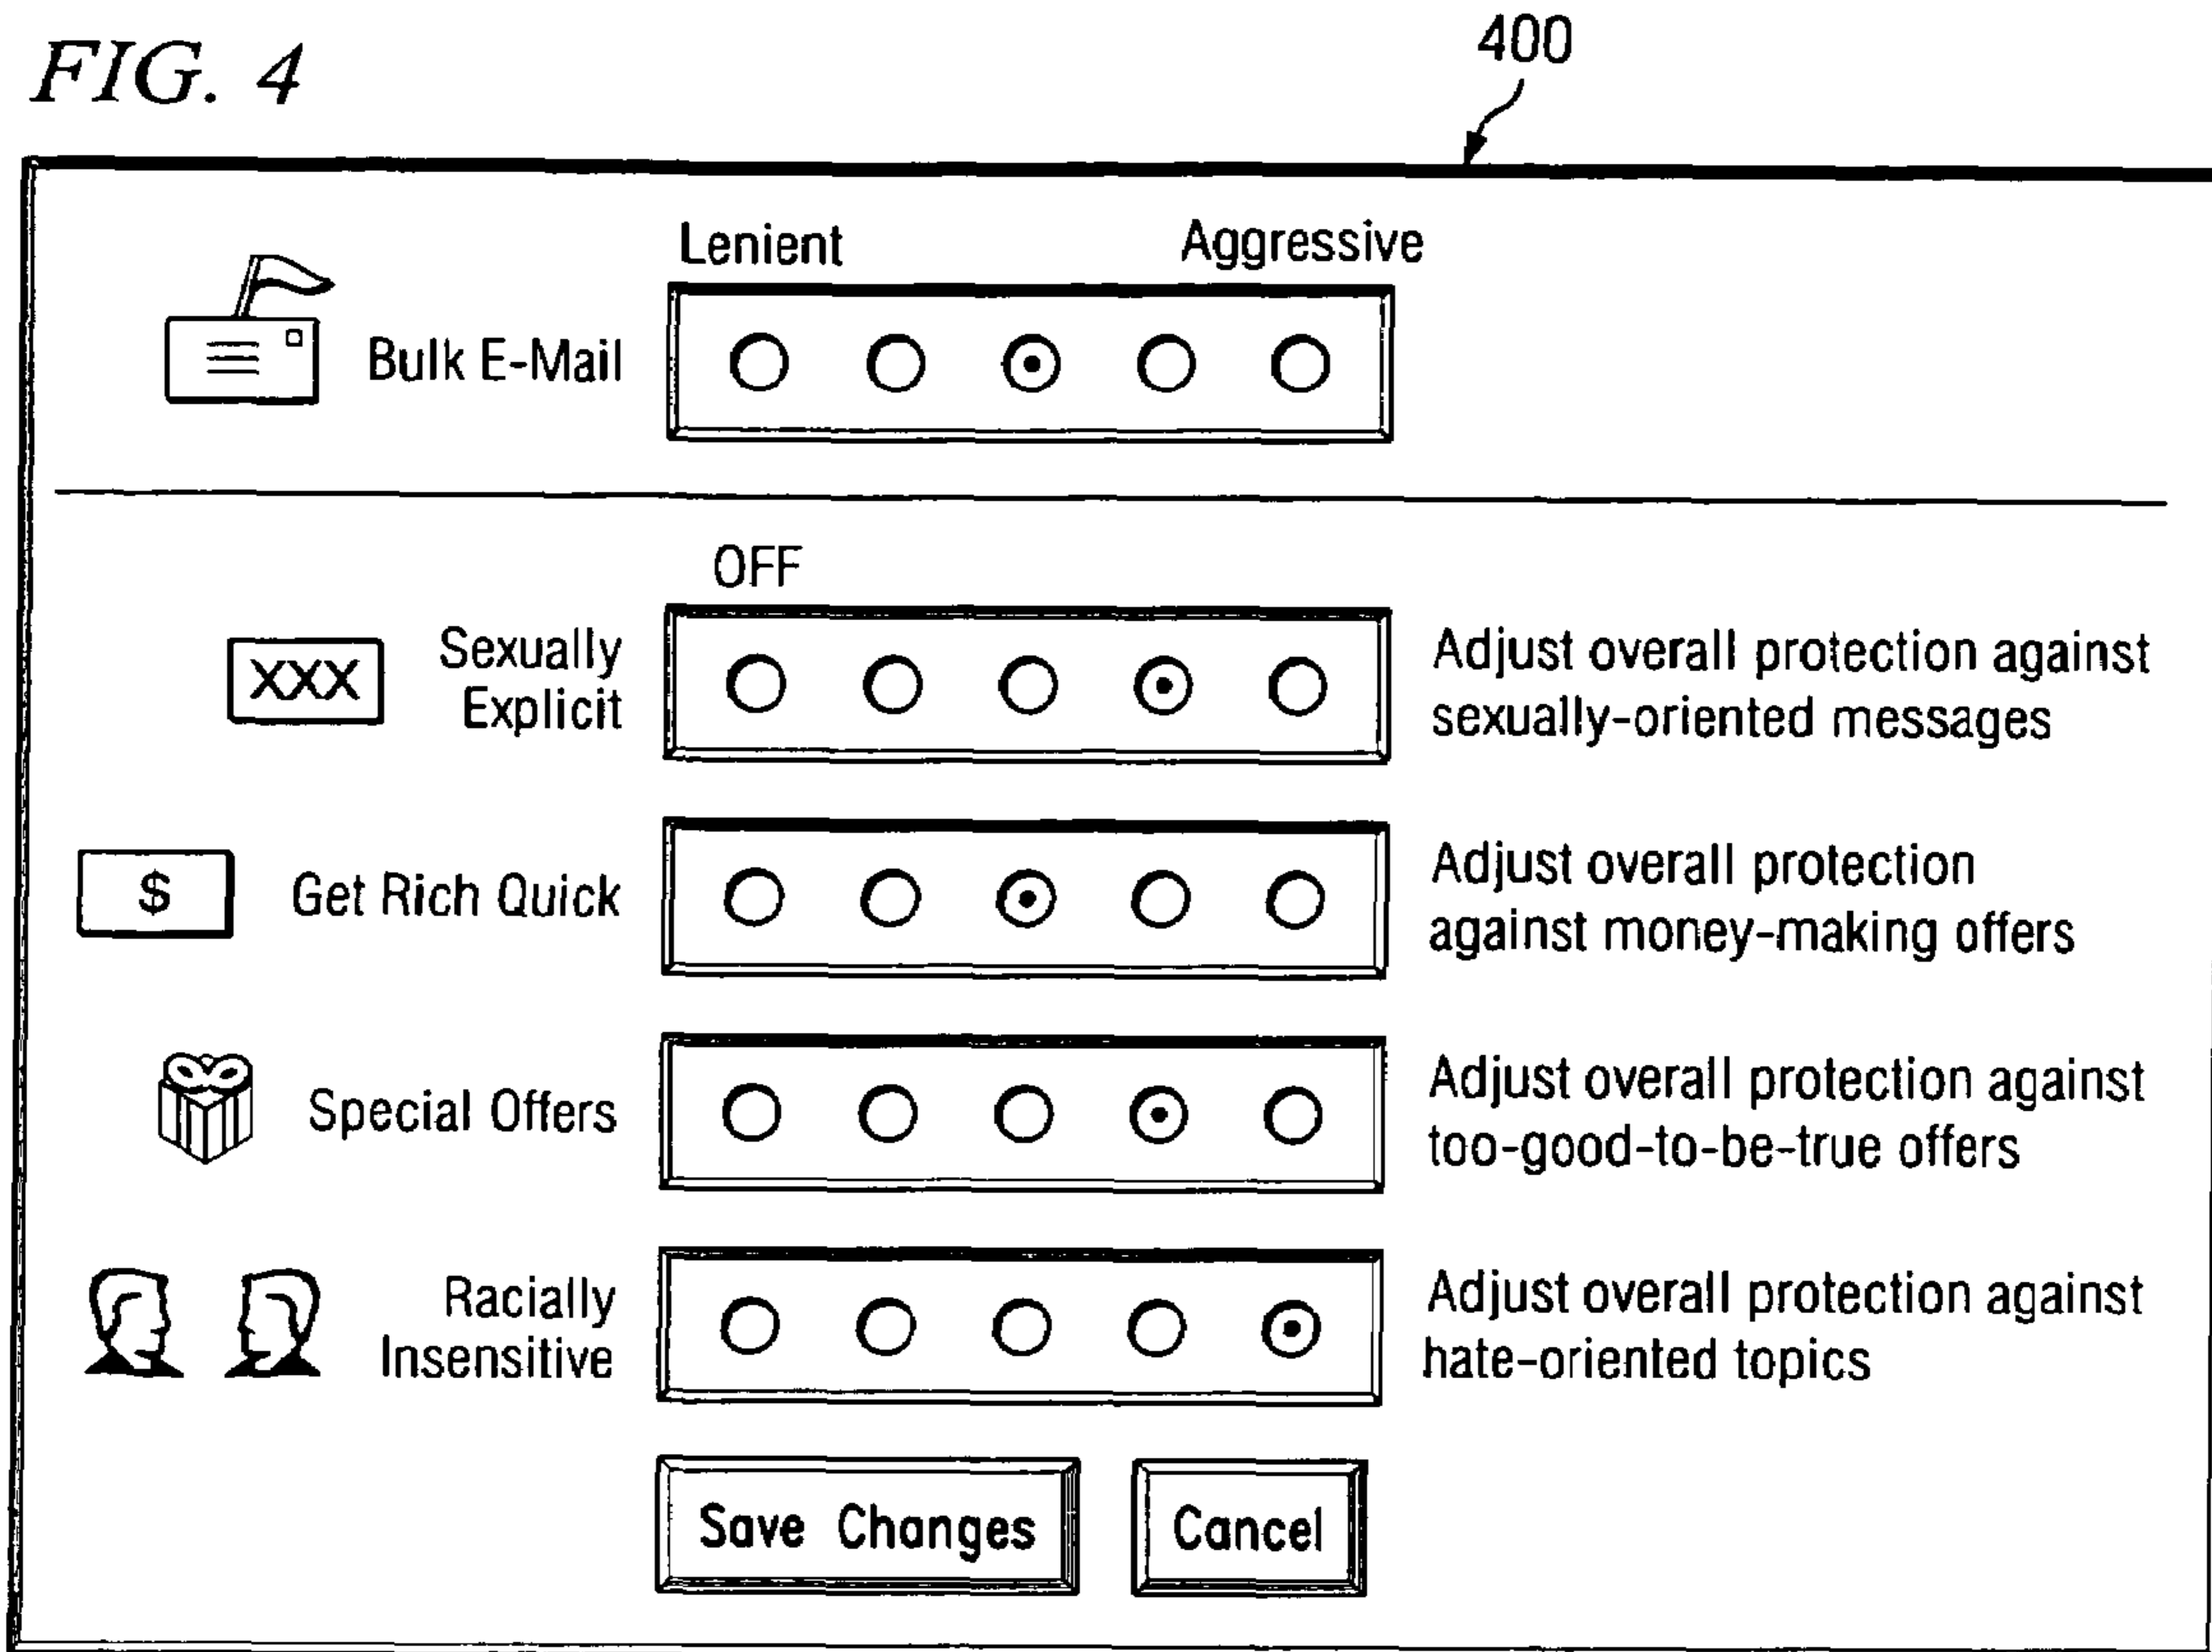 FIG. 4
400
Lenient Aggressive
Bulk E-Mail
OFF
XXX
Sexually
Explicit
Adjust overall protection against
sexually-oriented messages
$
Get Rich Quick
Adjust overall protection
against money-making offers
Special Offers
Adjust overall protection against
too-good-to-be-true offers
Racially
Insensitive
Adjust overall protection against
hate-oriented topics
Save Changes Cancel